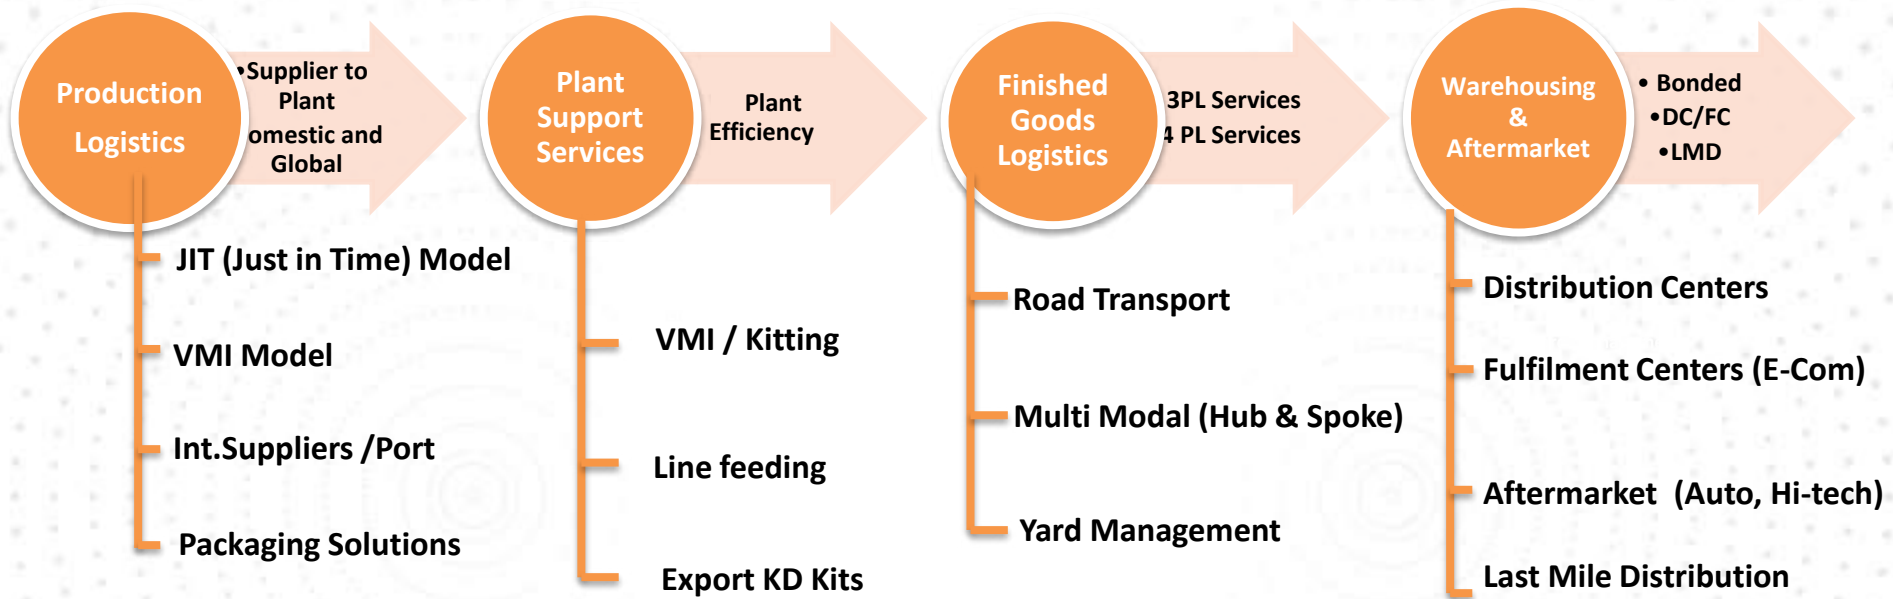 Production
Logistics
•Supplier to
Plant
omestic and
Global
JIT (Just in Time) Model
VMI Model
Int.Suppliers /Port
Packaging Solutions
Plant
Support
Services
Plant
Efficiency
VMI / Kitting
Line feeding
Export KD Kits
Finished
Goods
Logistics
3PL Services
4 PL Services
Road Transport
Multi Modal (Hub & Spoke)
Yard Management
Warehousing
&
Aftermarket
• Bonded
•DC/FC
•LMD
Distribution Centers
Fulfilment Centers (E-Com)
Aftermarket (Auto, Hi-tech)
Last Mile Distribution